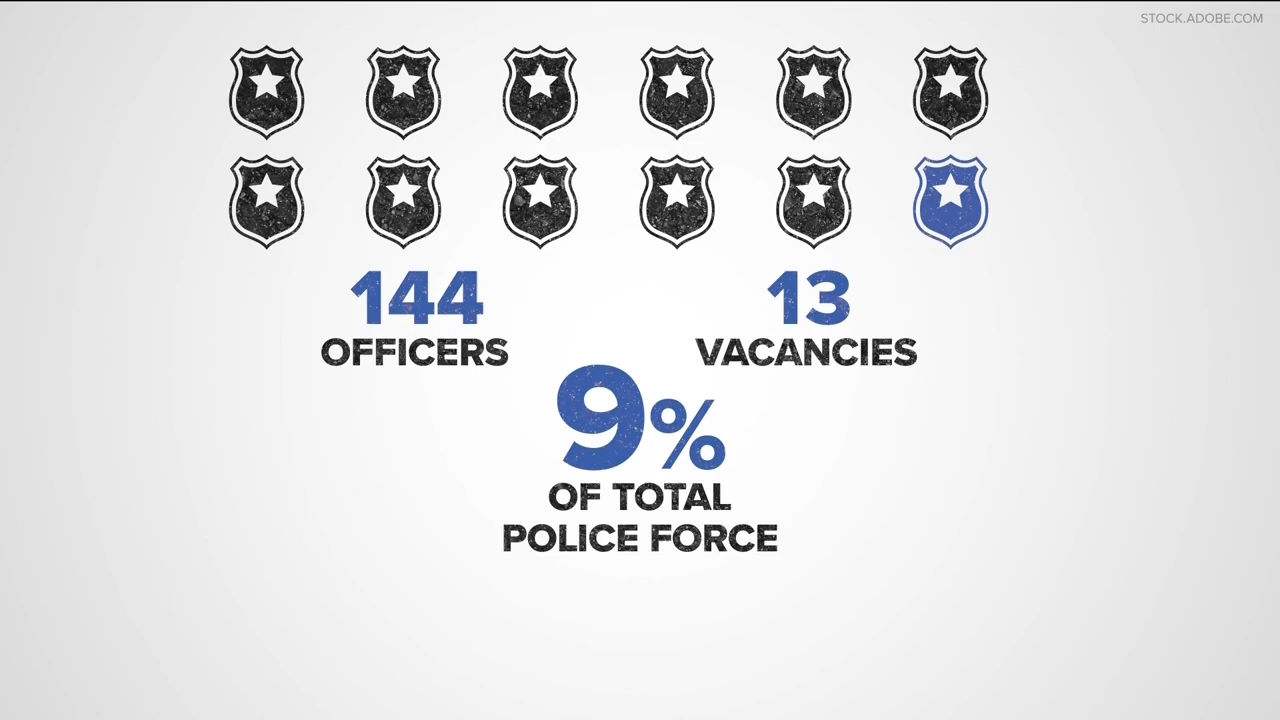 STOCK.ADOBE.COM
144
OFFICERS
13
VACANCIES
9%
OF TOTAL
POLICE FORCE